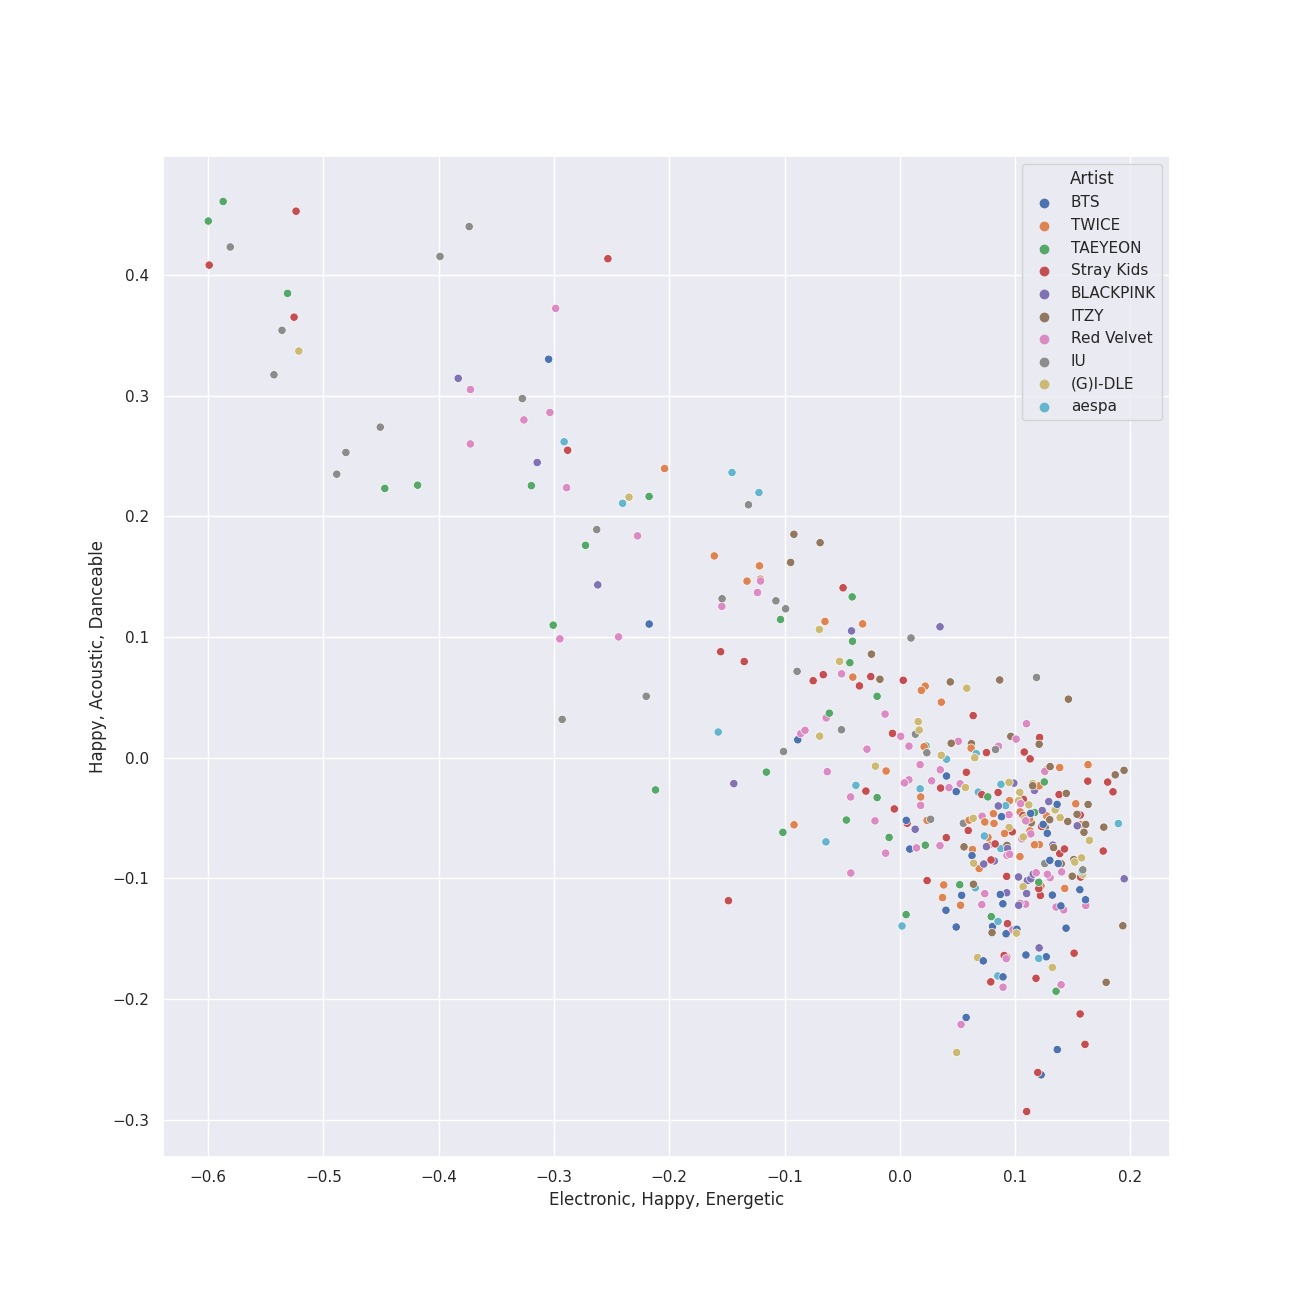 Artist
BTS
TWICE
TAEYEON
Stray Kids
BLACKPINK
ITZY
Red Velvet
IU
(G)I-DLE
aespa
0.4
0.3
0.2
0.1
0.0
−0.1
−0.2
−0.3
Happy, Acoustic, Danceable
−0.6 −0.5 −0.4 −0.3 −0.2 −0.1 0.0 0.1 0.2
Electronic, Happy, Energetic